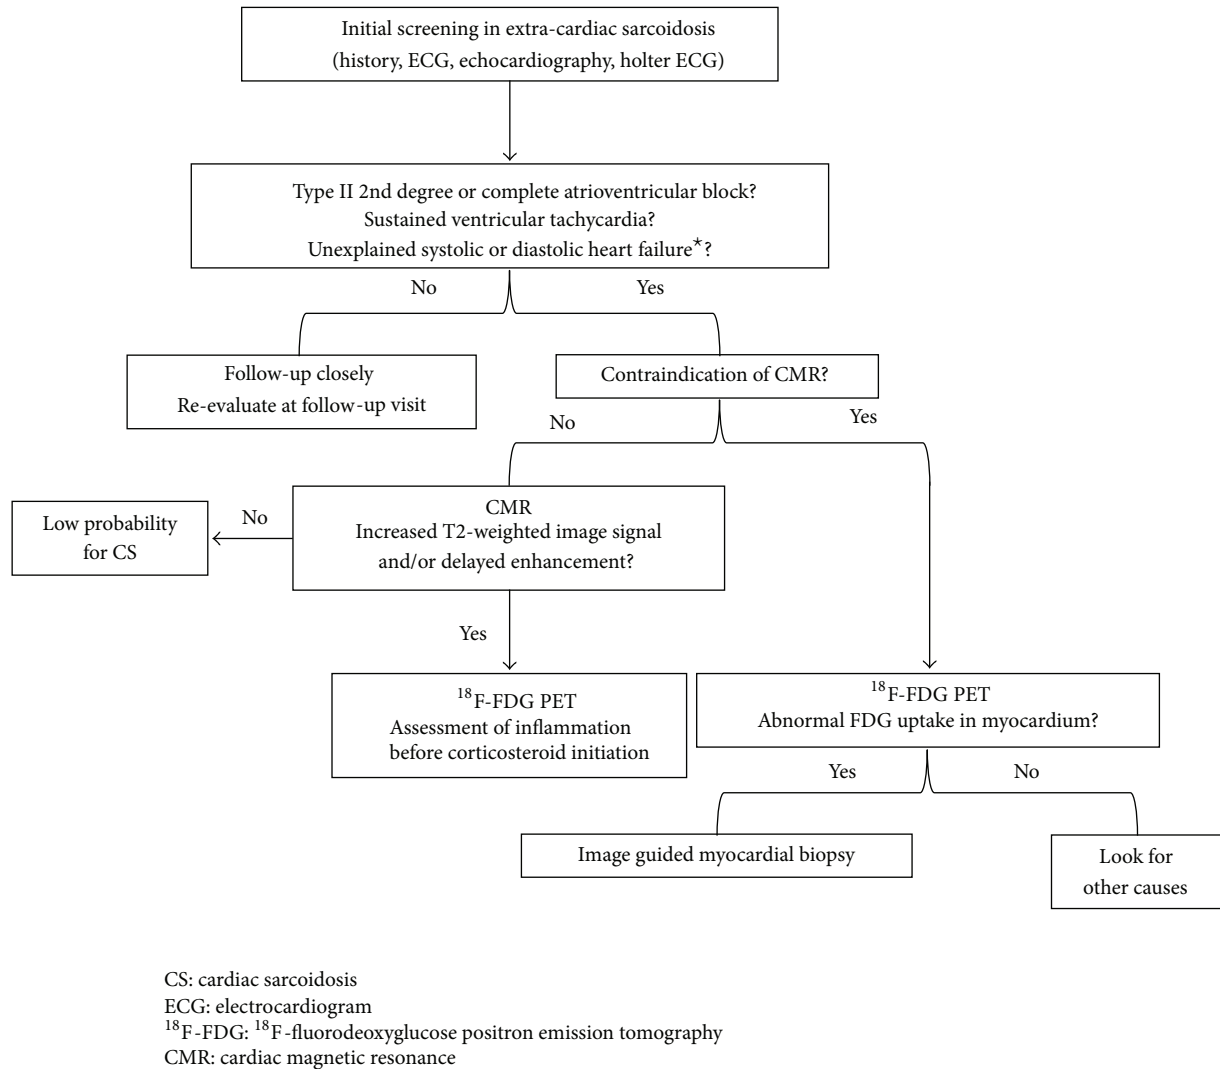 Initial screening in extra-cardiac sarcoidosis
(history, ECG, echocardiography, holter ECG)
Type II 2nd degree or complete atrioventricular block?
Sustained ventricular tachycardia?
Unexplained systolic or diastolic heart failure*?
No
Yes
Follow-up closely
Re-evaluate at follow-up visit
Contraindication of CMR?
No
Yes
CMR
Increased T2-weighted image signal
and/or delayed enhancement?
No
Low probability
for CS
Yes
¹⁸F-FDG PET
Assessment of inflammation
before corticosteroid initiation
¹⁸F-FDG PET
Abnormal FDG uptake in myocardium?
Yes
No
Image guided myocardial biopsy
Look for
other causes
CS: cardiac sarcoidosis
ECG: electrocardiogram
¹⁸F-FDG: ¹⁸F-fluorodeoxyglucose positron emission tomography
CMR: cardiac magnetic resonance